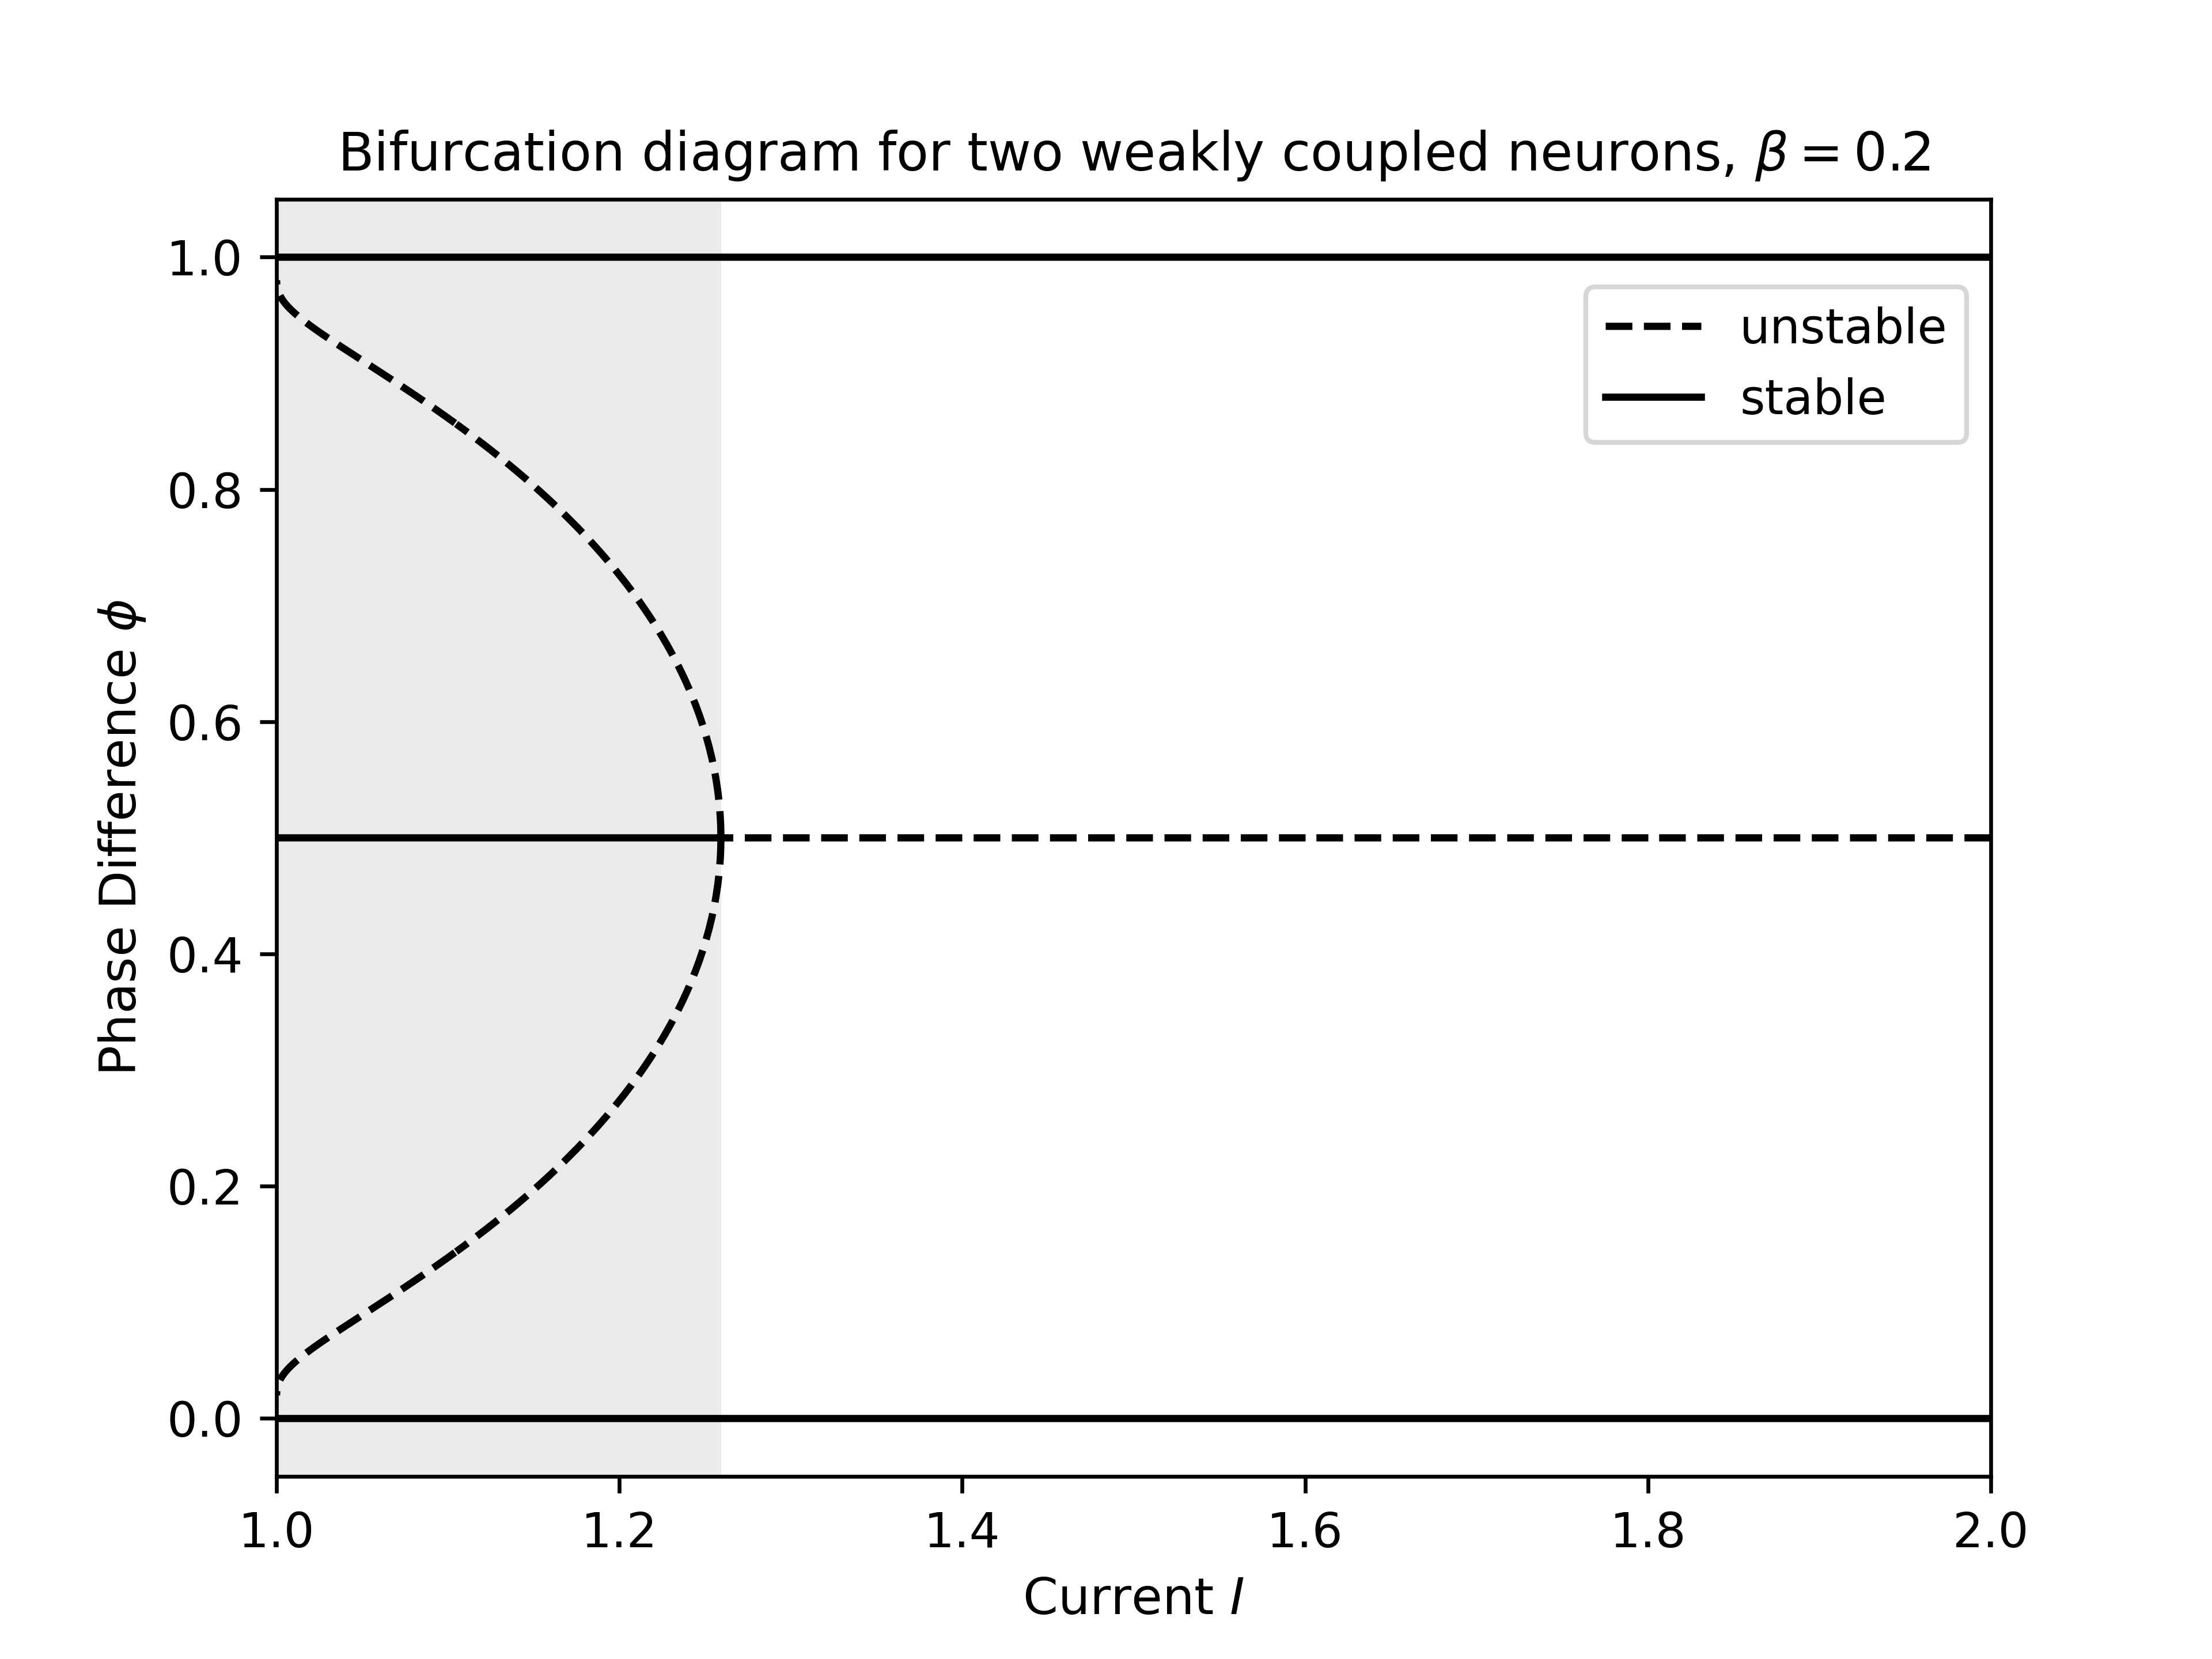 Bifurcation diagram for two weakly coupled neurons, β = 0.2
1.0
0.8
0.6
0.4
0.2
0.0
Phase Difference ϕ
unstable
stable
1.0 1.2 1.4 1.6 1.8 2.0
Current I